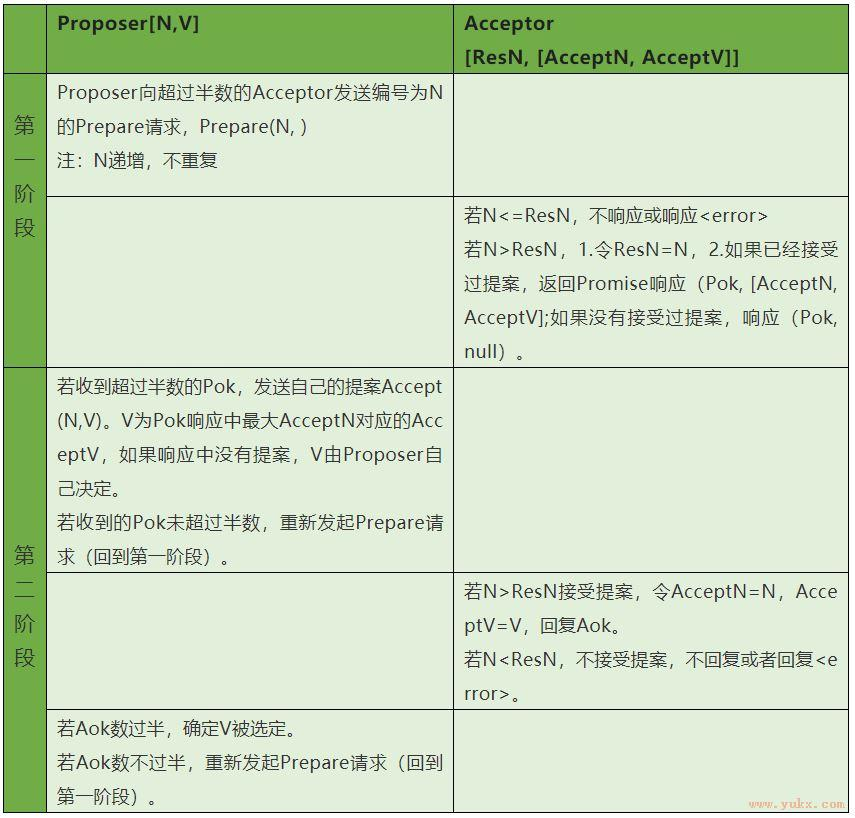 Proposer[N,V]
Acceptor
[ResN, [AcceptN, AcceptV]]
第一阶段
Proposer向超过半数的Acceptor发送编号为N
的Prepare请求，Prepare(N, )
注：N递增，不重复
若N<=ResN，不响应或响应<error>
若N>ResN，1.令ResN=N，2.如果已经接受
过提案，返回Promise响应（Pok, [AcceptN,
AcceptV];如果没有接受过提案，响应（Pok,
null）。
第二阶段
若收到超过半数的Pok，发送自己的提案Accept
(N,V)。V为Pok响应中最大AcceptN对应的Acc
eptV，如果响应中没有提案，V由Proposer自
己决定。
若收到的Pok未超过半数，重新发起Prepare请
求（回到第一阶段）。
若N>ResN接受提案，令AcceptN=N，Acce
ptV=V，回复Aok。
若N<ResN，不接受提案，不回复或者回复<e
rror>。
若Aok数过半，确定V被选定。
若Aok数不过半，重新发起Prepare请求（回到
第一阶段）。
www.yukx.com